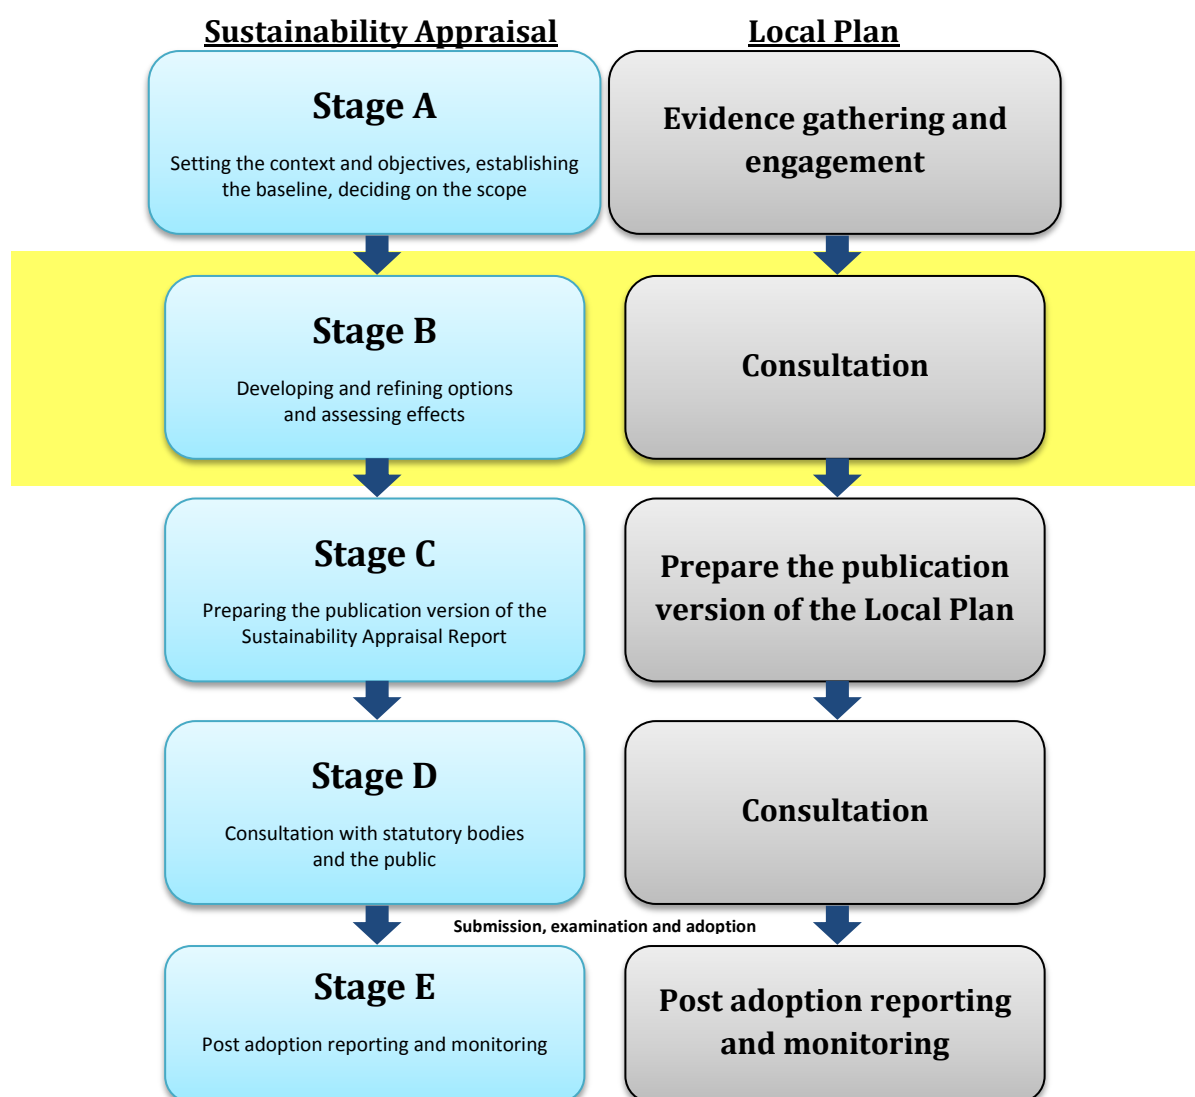 Sustainability Appraisal
Local Plan
Stage A
Setting the context and objectives, establishing
the baseline, deciding on the scope
Evidence gathering and
engagement
Stage B
Developing and refining options
and assessing effects
Consultation
Stage C
Preparing the publication version of the
Sustainability Appraisal Report
Prepare the publication
version of the Local Plan
Stage D
Consultation with statutory bodies
and the public
Consultation
Submission, examination and adoption
Stage E
Post adoption reporting and monitoring
Post adoption reporting
and monitoring